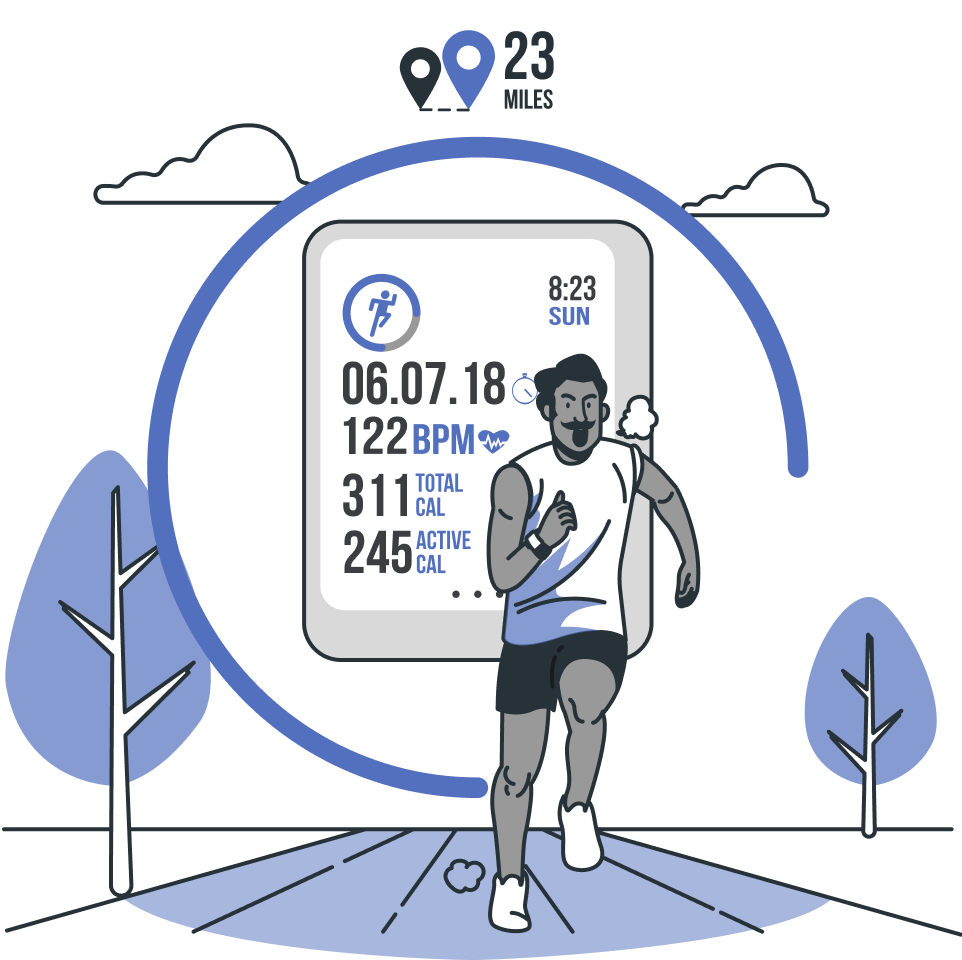 23
MILES
8:23
SUN
06.07.18
122 BPM
311 TOTAL CAL
245 ACTIVE CAL